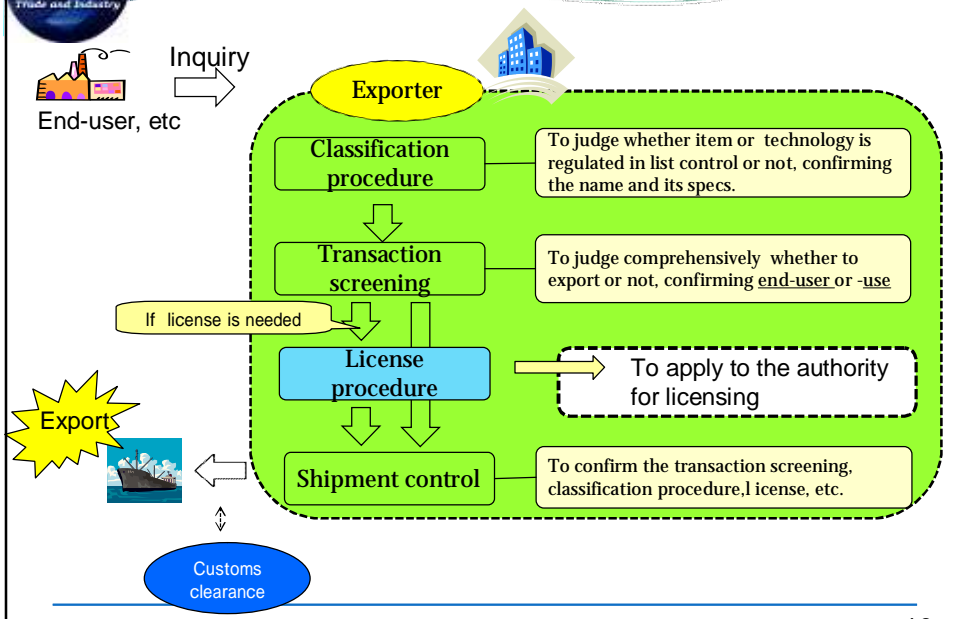 Trade and Industry
Inquiry
End-user, etc
Exporter
Classification
procedure
To judge whether item or  technology is
regulated in list control or not, confirming
the name and its specs.
Transaction
screening
To judge comprehensively  whether to
export or not, confirming end-user or -use
If  license is needed
License
procedure
To apply to the authority
for licensing
Export
Shipment control
To confirm the transaction screening,
classification procedure,l icense, etc.
Customs
clearance